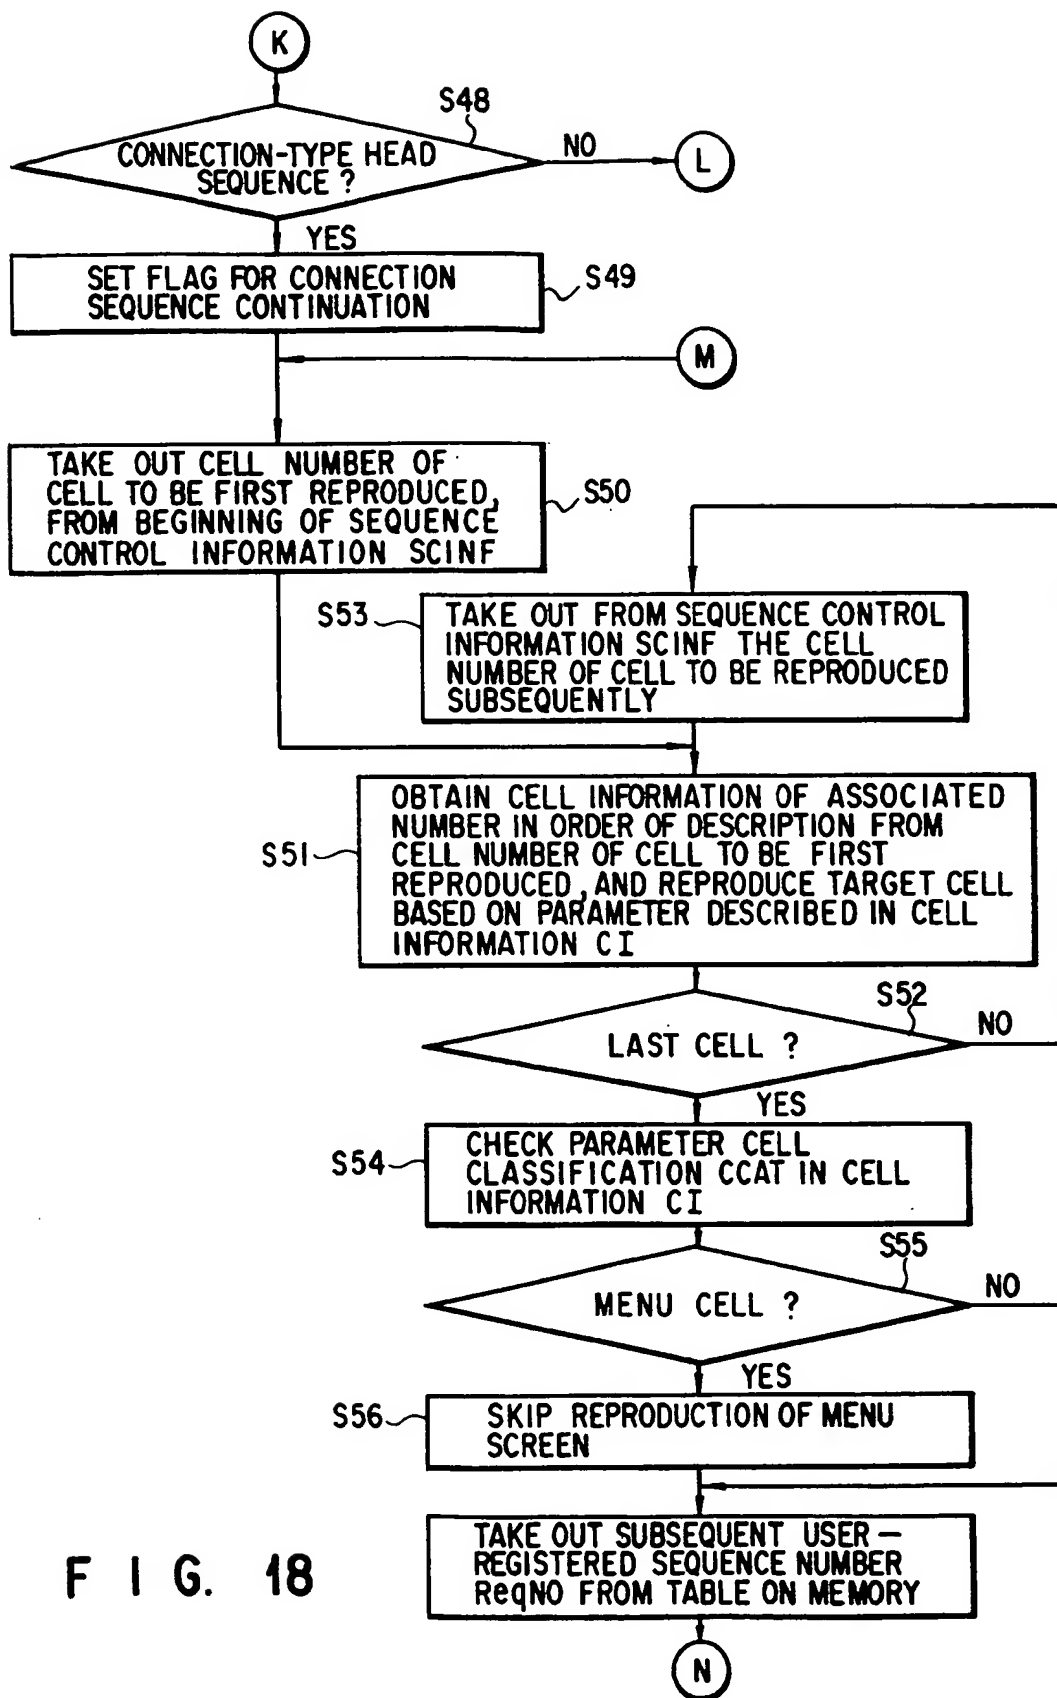 K
S48
CONNECTION-TYPE HEAD
SEQUENCE ?
NO
L
YES
SET FLAG FOR CONNECTION
SEQUENCE CONTINUATION
S49
M
TAKE OUT CELL NUMBER OF
CELL TO BE FIRST REPRODUCED,
FROM BEGINNING OF SEQUENCE
CONTROL INFORMATION SCINF
S50
S53
TAKE OUT FROM SEQUENCE CONTROL
INFORMATION SCINF THE CELL
NUMBER OF CELL TO BE REPRODUCED
SUBSEQUENTLY
S51
OBTAIN CELL INFORMATION OF ASSOCIATED
NUMBER IN ORDER OF DESCRIPTION FROM
CELL NUMBER OF CELL TO BE FIRST
REPRODUCED, AND REPRODUCE TARGET CELL
BASED ON PARAMETER DESCRIBED IN CELL
INFORMATION CI
S52
LAST CELL ?
NO
YES
S54
CHECK PARAMETER CELL
CLASSIFICATION CCAT IN CELL
INFORMATION CI
S55
MENU CELL ?
NO
YES
S56
SKIP REPRODUCTION OF MENU
SCREEN
TAKE OUT SUBSEQUENT USER-
REGISTERED SEQUENCE NUMBER
ReqNO FROM TABLE ON MEMORY
N
FIG. 18